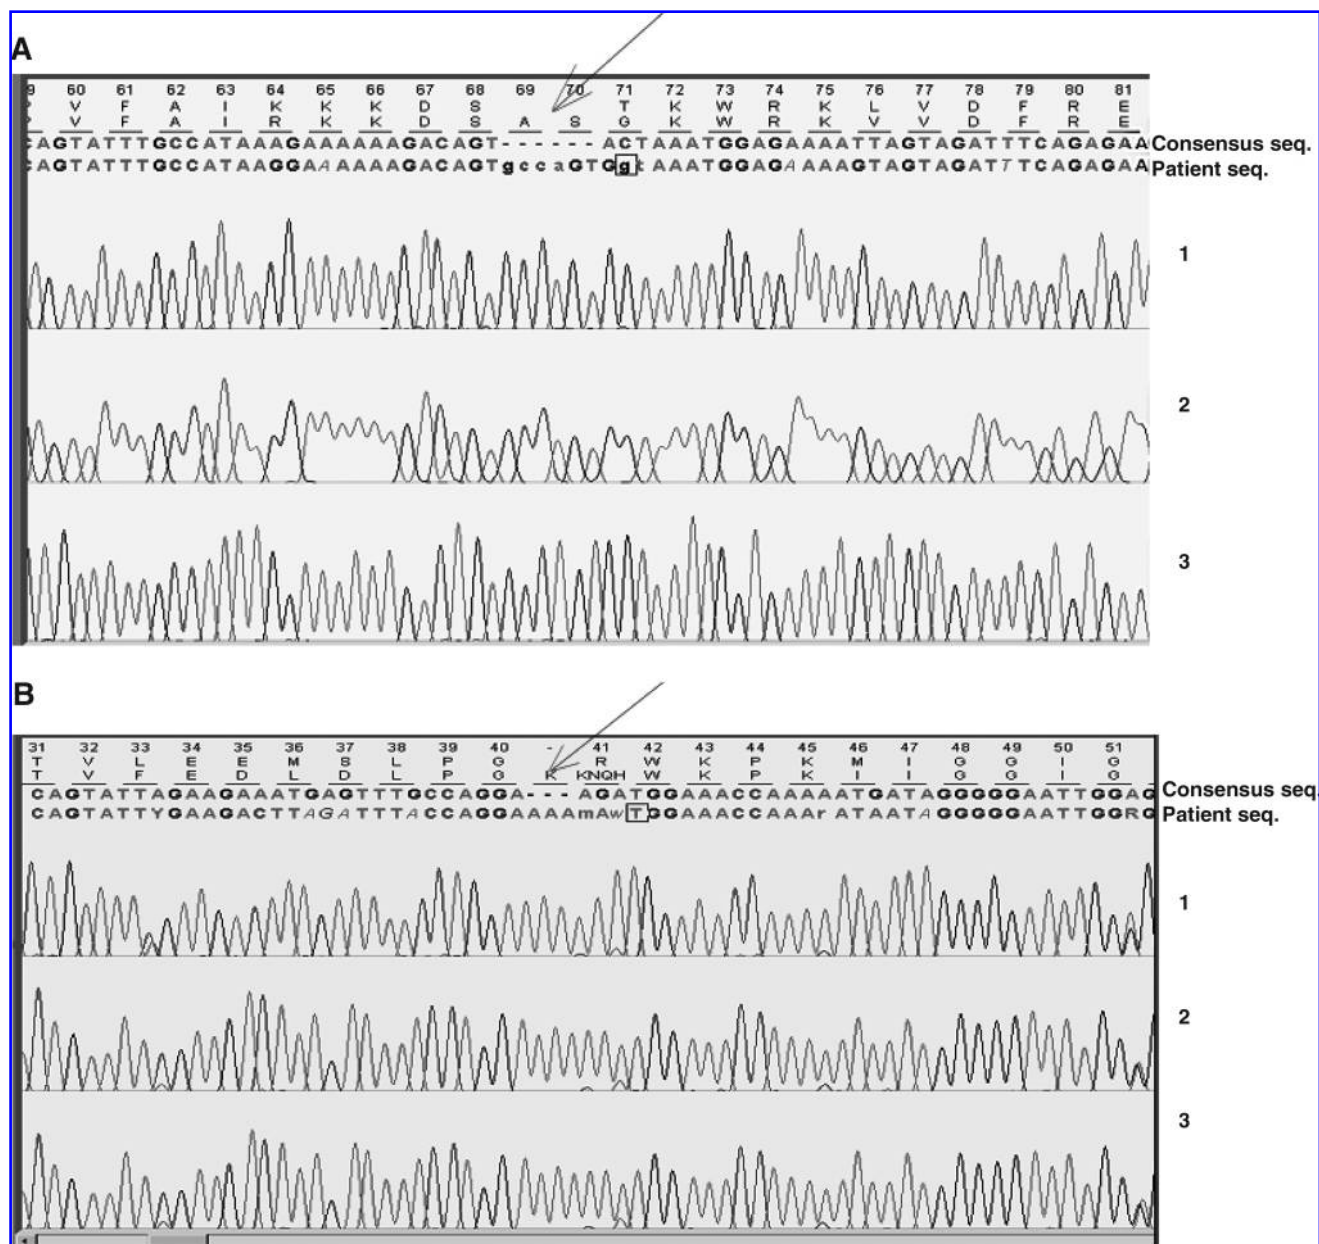 A
9 60 61 62 63 64 65 66 67 68 69 70 71 72 73 74 75 76 77 78 79 80 81
V F A I K K K D S T K W R K L V D F R E
V F A I R K K D S A S G K W R K V V D F R E
CAGTATTTGCCATAAAGAAAAAAGACAGT------ACTAAATGGAGAAAATTAGTAGATTTCAGAGAA Consensus seq.
CAGTATTTGCCATAAGGAAAAAAGACAGTgccaGTGgtAAATGGAGAAAAGTAGTAGATTTCAGAGAA Patient seq.
1
2
3
B
31 32 33 34 35 36 37 38 39 40 - 41 42 43 44 45 46 47 48 49 50 51
T V L E E M S L P G R W K P K M I G G I G
T V F E D L D L P G K KNQH W K P K I I G G I G
CAGTATTAGAAGAAATGAGTTTGCCAGGA---AGATGGAAACCAAAAATGATAGGGGGAATTGGAG Consensus seq.
CAGTATTYGAAGACTTAGATTTACCAGGAAAAmAwTGGAAACCAAArATAATAGGGGGAATTGGRG Patient seq.
1
2
3